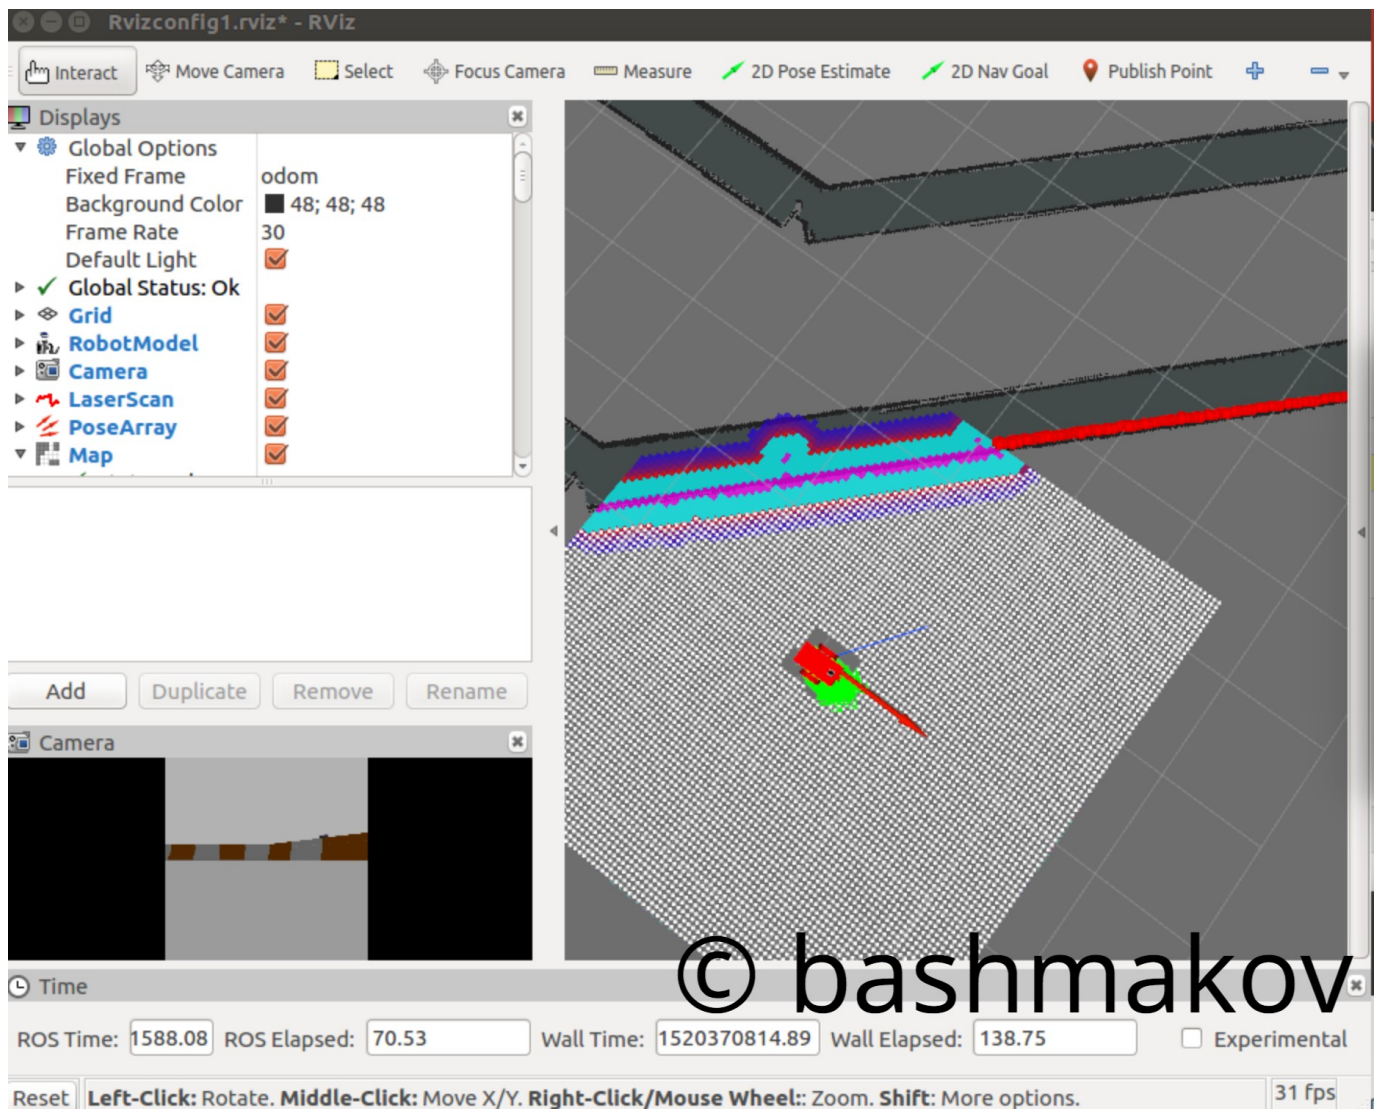 Rvizconfig1.rviz* - RViz
Interact Move Camera Select Focus Camera Measure 2D Pose Estimate 2D Nav Goal Publish Point
Displays
Global Options
Fixed Frame odom
Background Color 48; 48; 48
Frame Rate 30
Default Light
Global Status: Ok
Grid
RobotModel
Camera
LaserScan
PoseArray
Map
Add Duplicate Remove Rename
Camera
© bashmakov
Time
ROS Time: 1588.08 ROS Elapsed: 70.53 Wall Time: 1520370814.89 Wall Elapsed: 138.75 Experimental
Reset Left-Click: Rotate. Middle-Click: Move X/Y. Right-Click/Mouse Wheel:: Zoom. Shift: More options. 31 fps